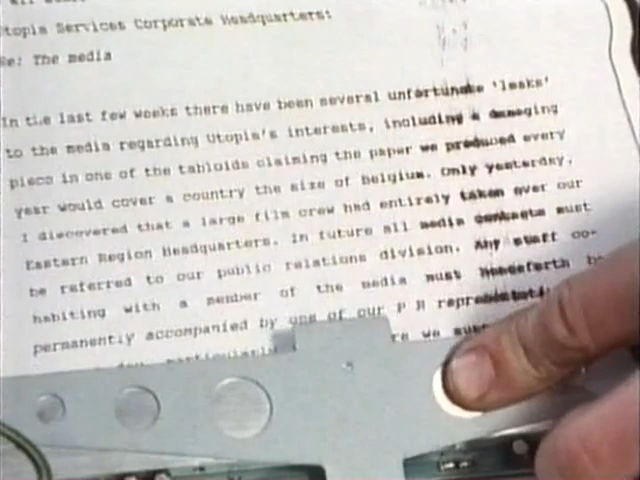 Utopia Services Corporate Headquarters:
Re: The media
In the last few weeks there have been several unfortunate 'leaks'
to the media regarding Utopia's interests, including a damaging
piece in one of the tabloids claiming the paper we produced every
year would cover a country the size of Belgium. Only yesterday,
I discovered that a large film crew had entirely taken over our
Eastern Region Headquarters. In future all media contacts must
be referred to our public relations division. Any staff co-
habiting with a member of the media must henceforth be
permanently accompanied by one of our P R
particularly we must